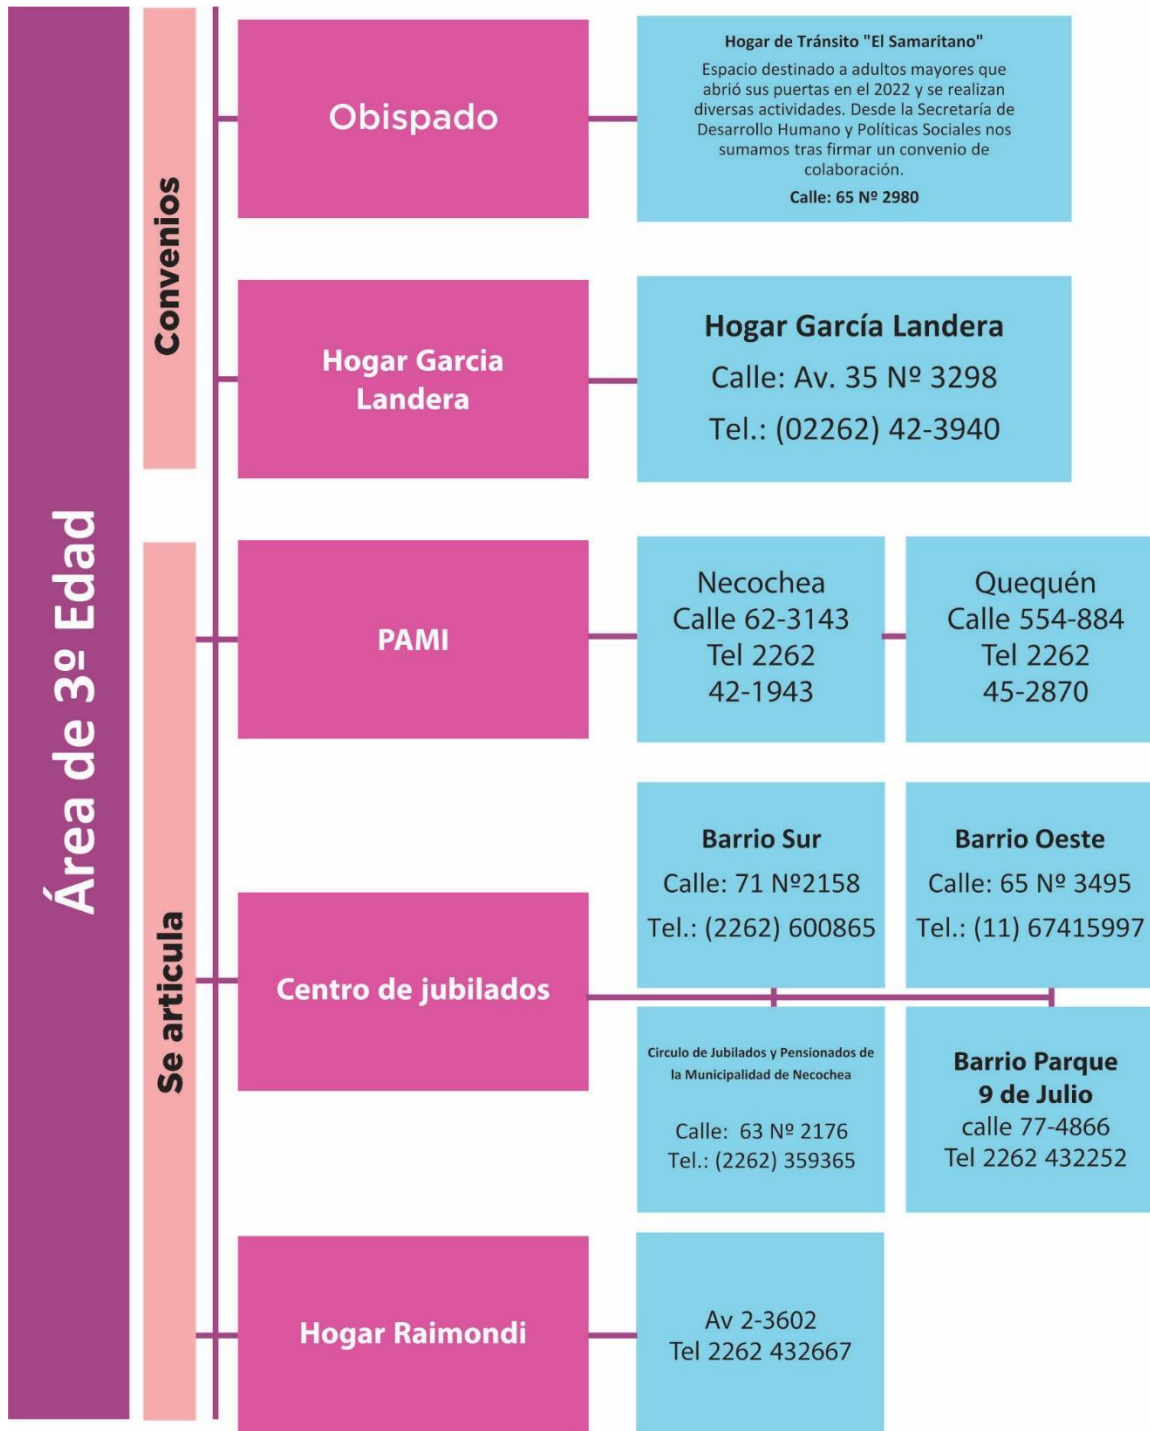 Área de 3º Edad
Convenios
Obispado
Hogar de Tránsito "El Samaritano"
Espacio destinado a adultos mayores que
abrió sus puertas en el 2022 y se realizan
diversas actividades. Desde la Secretaría de
Desarrollo Humano y Políticas Sociales nos
sumamos tras firmar un convenio de
colaboración.
Calle: 65 Nº 2980
Hogar Garcia
Landera
Hogar García Landera
Calle: Av. 35 Nº 3298
Tel.: (02262) 42-3940
Se articula
PAMI
Necochea
Calle 62-3143
Tel 2262
42-1943
Quequén
Calle 554-884
Tel 2262
45-2870
Centro de jubilados
Barrio Sur
Calle: 71 Nº2158
Tel.: (2262) 600865
Barrio Oeste
Calle: 65 Nº 3495
Tel.: (11) 67415997
Circulo de Jubilados y Pensionados de
la Municipalidad de Necochea
Calle: 63 Nº 2176
Tel.: (2262) 359365
Barrio Parque
9 de Julio
calle 77-4866
Tel 2262 432252
Hogar Raimondi
Av 2-3602
Tel 2262 432667